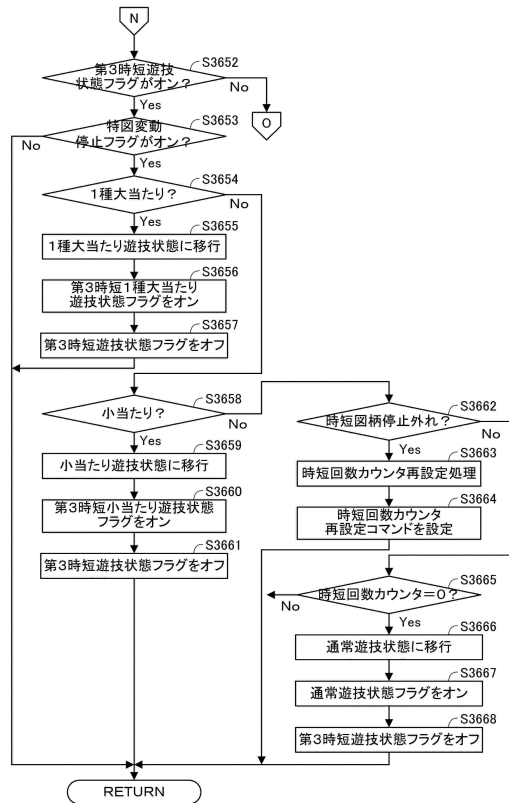 N
S3652
第3時短遊技
状態フラグがオン？
No
Yes
O
S3653
特図変動
停止フラグがオン？
No
Yes
S3654
1種大当たり？
No
Yes
S3655
1種大当たり遊技状態に移行
S3656
第3時短1種大当たり
遊技状態フラグをオン
S3657
第3時短遊技状態フラグをオフ
S3658
小当たり？
No
Yes
S3659
小当たり遊技状態に移行
S3660
第3時短小当たり遊技状態
フラグをオン
S3661
第3時短遊技状態フラグをオフ
S3662
時短図柄停止外れ？
No
Yes
S3663
時短回数カウンタ再設定処理
S3664
時短回数カウンタ
再設定コマンドを設定
S3665
時短回数カウンタ＝0？
No
Yes
S3666
通常遊技状態に移行
S3667
通常遊技状態フラグをオン
S3668
第3時短遊技状態フラグをオフ
RETURN